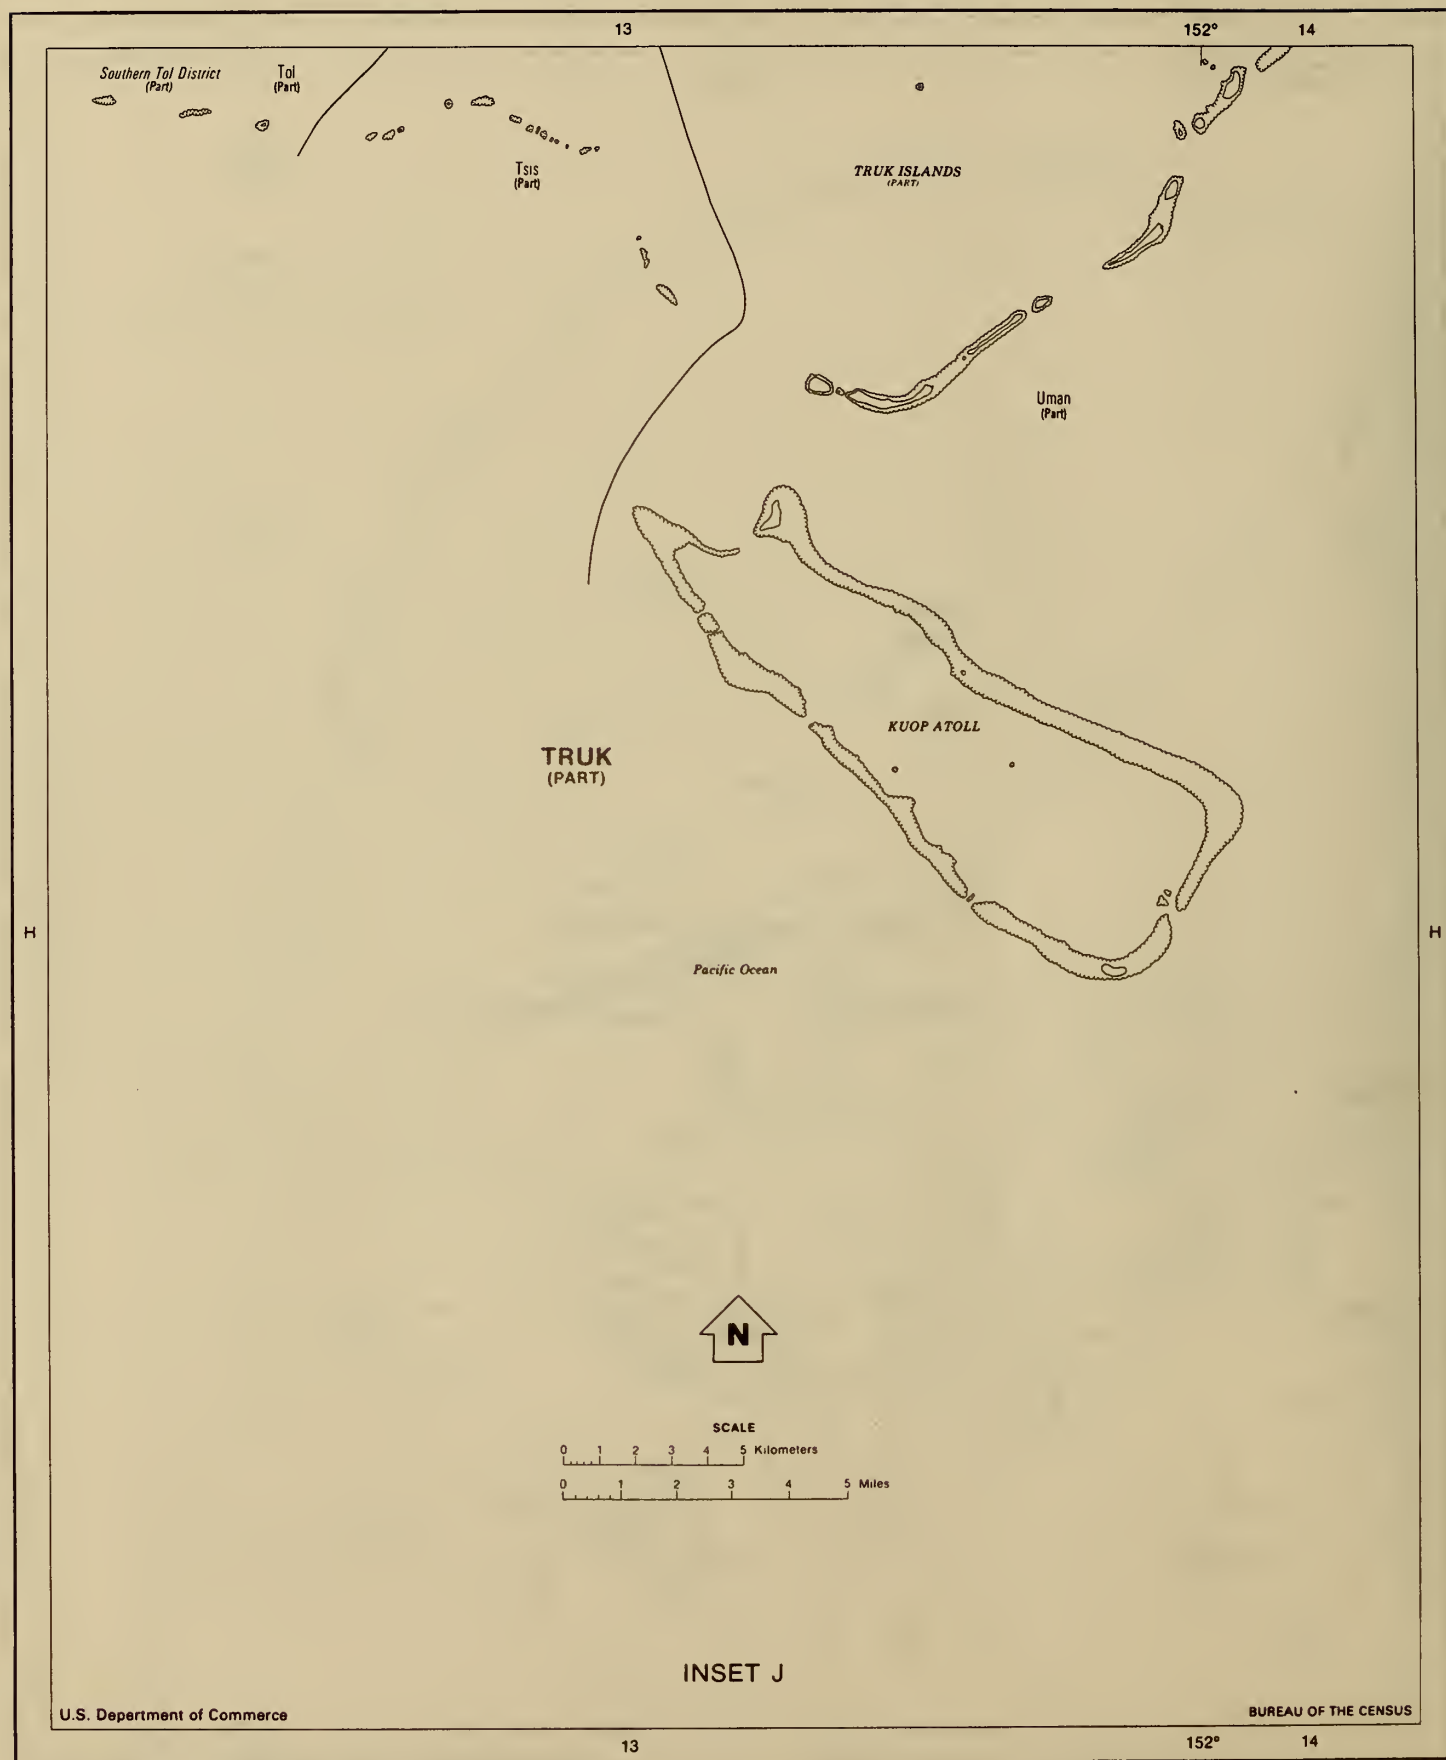 13 152° 14
Southern Tol District
(Part)
Tol
(Part)
Tsis
(Part)
TRUK ISLANDS
(PART)
Uman
(Part)
KUOP ATOLL
TRUK
(PART)
H H
Pacific Ocean
N
SCALE
0 1 2 3 4 5 Kilometers
0 1 2 3 4 5 Miles
INSET J
U.S. Department of Commerce
BUREAU OF THE CENSUS
13 152° 14